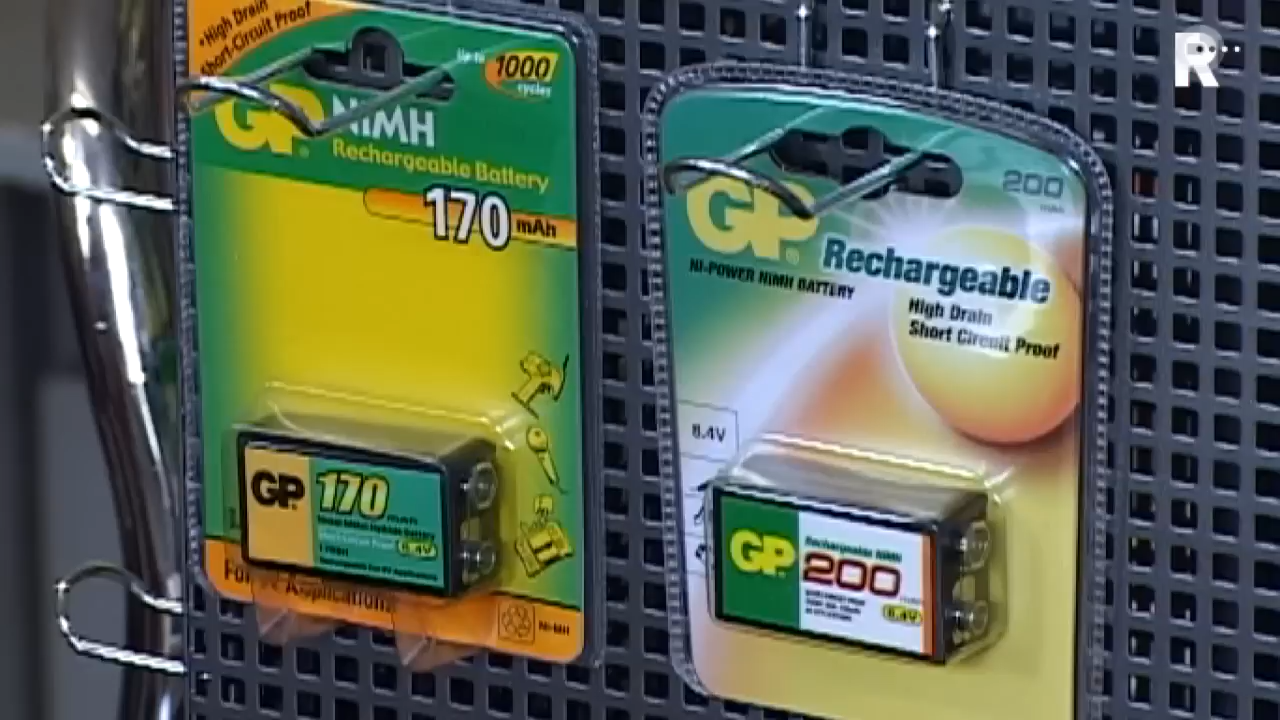 •High Drain
Short-Circuit Proof
Up to
1000
cycles
GP NiMH
Rechargeable Battery
170 mAh
GP
170
8.4V
Ni-MH
R
200
mAh
GP
Rechargeable
NI-POWER NIMH BATTERY
High Drain
Short Circuit Proof
8.4V
GP
Rechargeable NiMH
200
8.4V